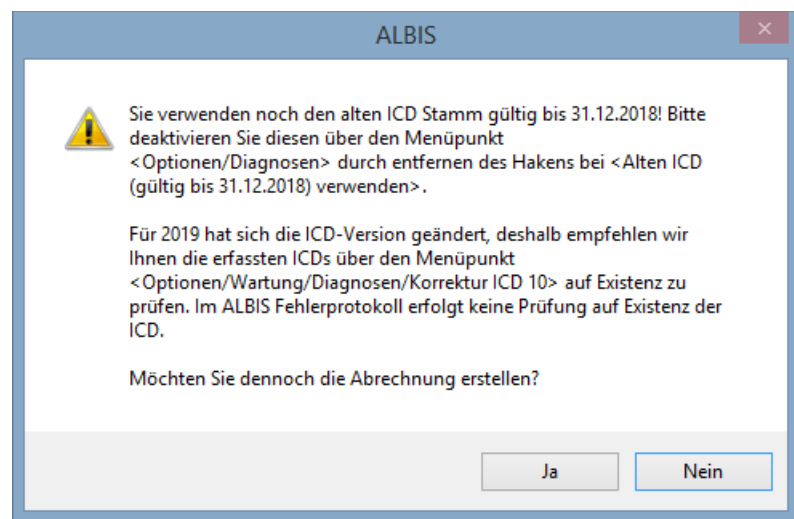 ALBIS
Sie verwenden noch den alten ICD Stamm gültig bis 31.12.2018! Bitte
deaktivieren Sie diesen über den Menüpunkt
<Optionen/Diagnosen> durch entfernen des Hakens bei <Alten ICD
(gültig bis 31.12.2018) verwenden>.
Für 2019 hat sich die ICD-Version geändert, deshalb empfehlen wir
Ihnen die erfassten ICDs über den Menüpunkt
<Optionen/Wartung/Diagnosen/Korrektur ICD 10> auf Existenz zu
prüfen. Im ALBIS Fehlerprotokoll erfolgt keine Prüfung auf Existenz der
ICD.
Möchten Sie dennoch die Abrechnung erstellen?
Ja
Nein